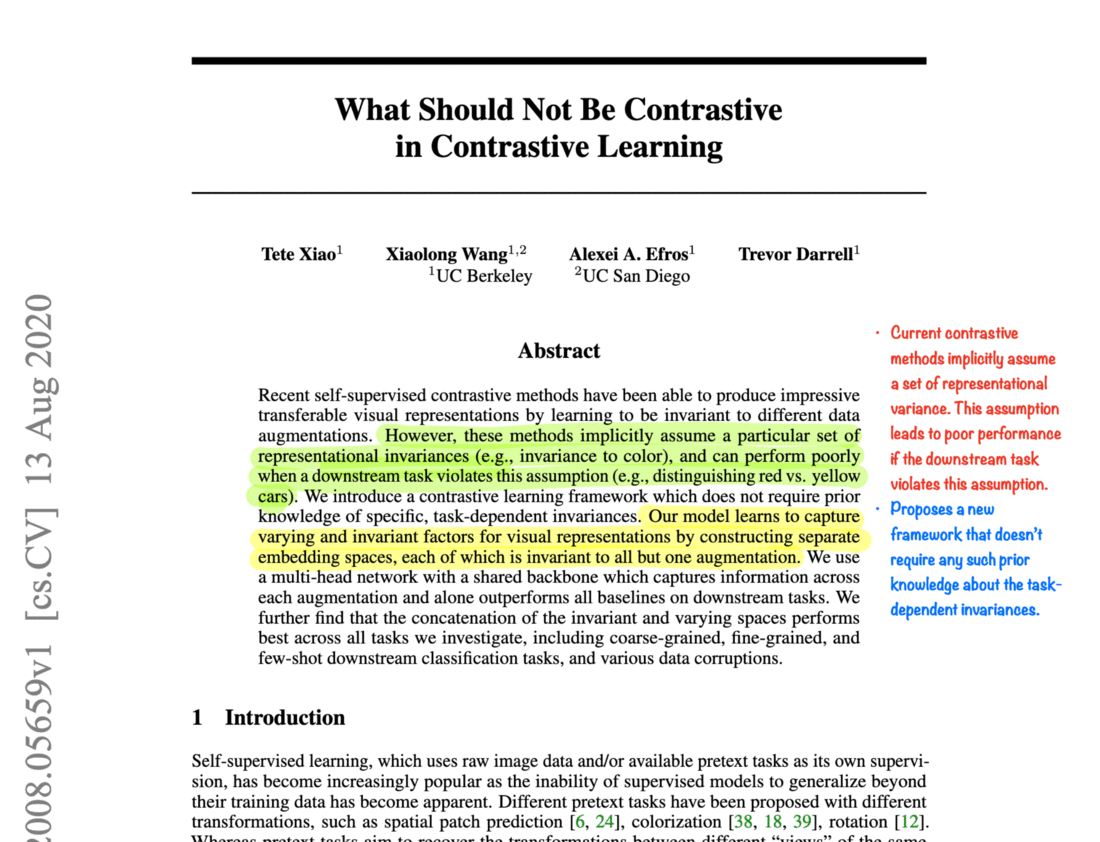 What Should Not Be Contrastive
in Contrastive Learning
Tete Xiao1 Xiaolong Wang1,2 Alexei A. Efros1 Trevor Darrell1
1UC Berkeley 2UC San Diego
Abstract
Recent self-supervised contrastive methods have been able to produce impressive
transferable visual representations by learning to be invariant to different data
augmentations. However, these methods implicitly assume a particular set of
representational invariances (e.g., invariance to color), and can perform poorly
when a downstream task violates this assumption (e.g., distinguishing red vs. yellow
cars). We introduce a contrastive learning framework which does not require prior
knowledge of specific, task-dependent invariances. Our model learns to capture
varying and invariant factors for visual representations by constructing separate
embedding spaces, each of which is invariant to all but one augmentation. We use
a multi-head network with a shared backbone which captures information across
each augmentation and alone outperforms all baselines on downstream tasks. We
further find that the concatenation of the invariant and varying spaces performs
best across all tasks we investigate, including coarse-grained, fine-grained, and
few-shot downstream classification tasks, and various data corruptions.
• Current contrastive
methods implicitly assume
a set of representational
variance. This assumption
leads to poor performance
if the downstream task
violates this assumption.
• Proposes a new
framework that doesn't
require any such prior
knowledge about the task-
dependent invariances.
1 Introduction
Self-supervised learning, which uses raw image data and/or available pretext tasks as its own supervi-
sion, has become increasingly popular as the inability of supervised models to generalize beyond
their training data has become apparent. Different pretext tasks have been proposed with different
transformations, such as spatial patch prediction [6, 24], colorization [38, 18, 39], rotation [12].
Whereas pretext tasks aim to recover the transformations between different "views" of the same
2008.05659v1 [cs.CV] 13 Aug 2020